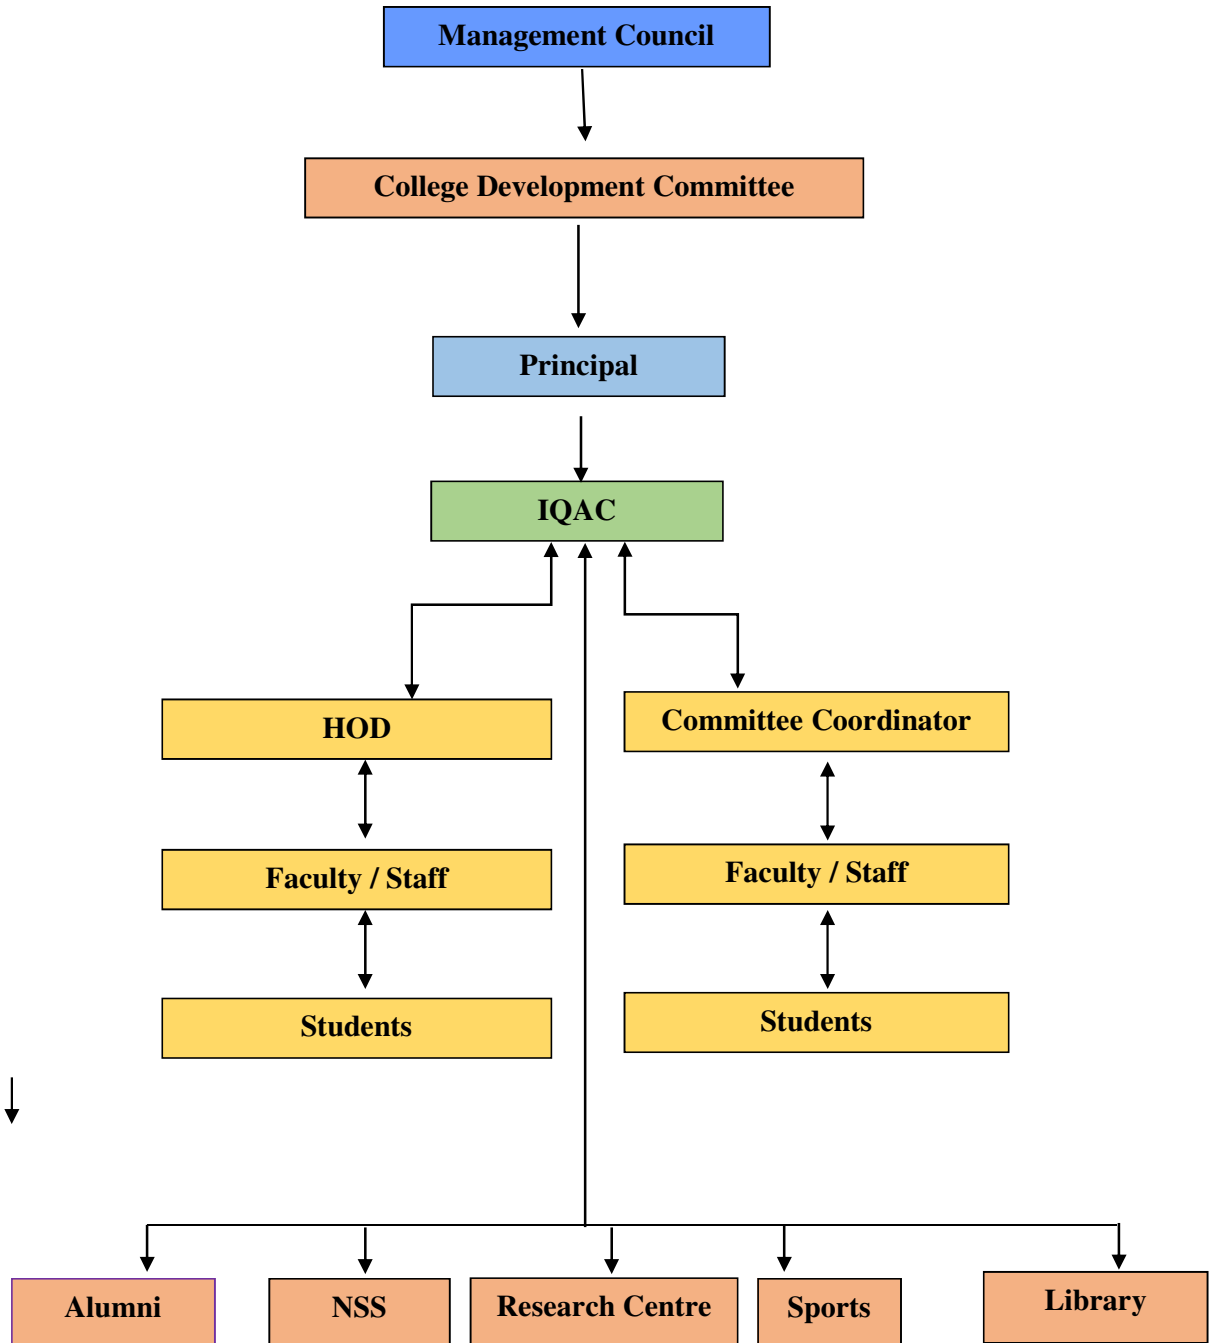 Management Council
College Development Committee
Principal
IQAC
HOD
Committee Coordinator
Faculty / Staff
Faculty / Staff
Students
Students
Alumni
NSS
Research Centre
Sports
Library